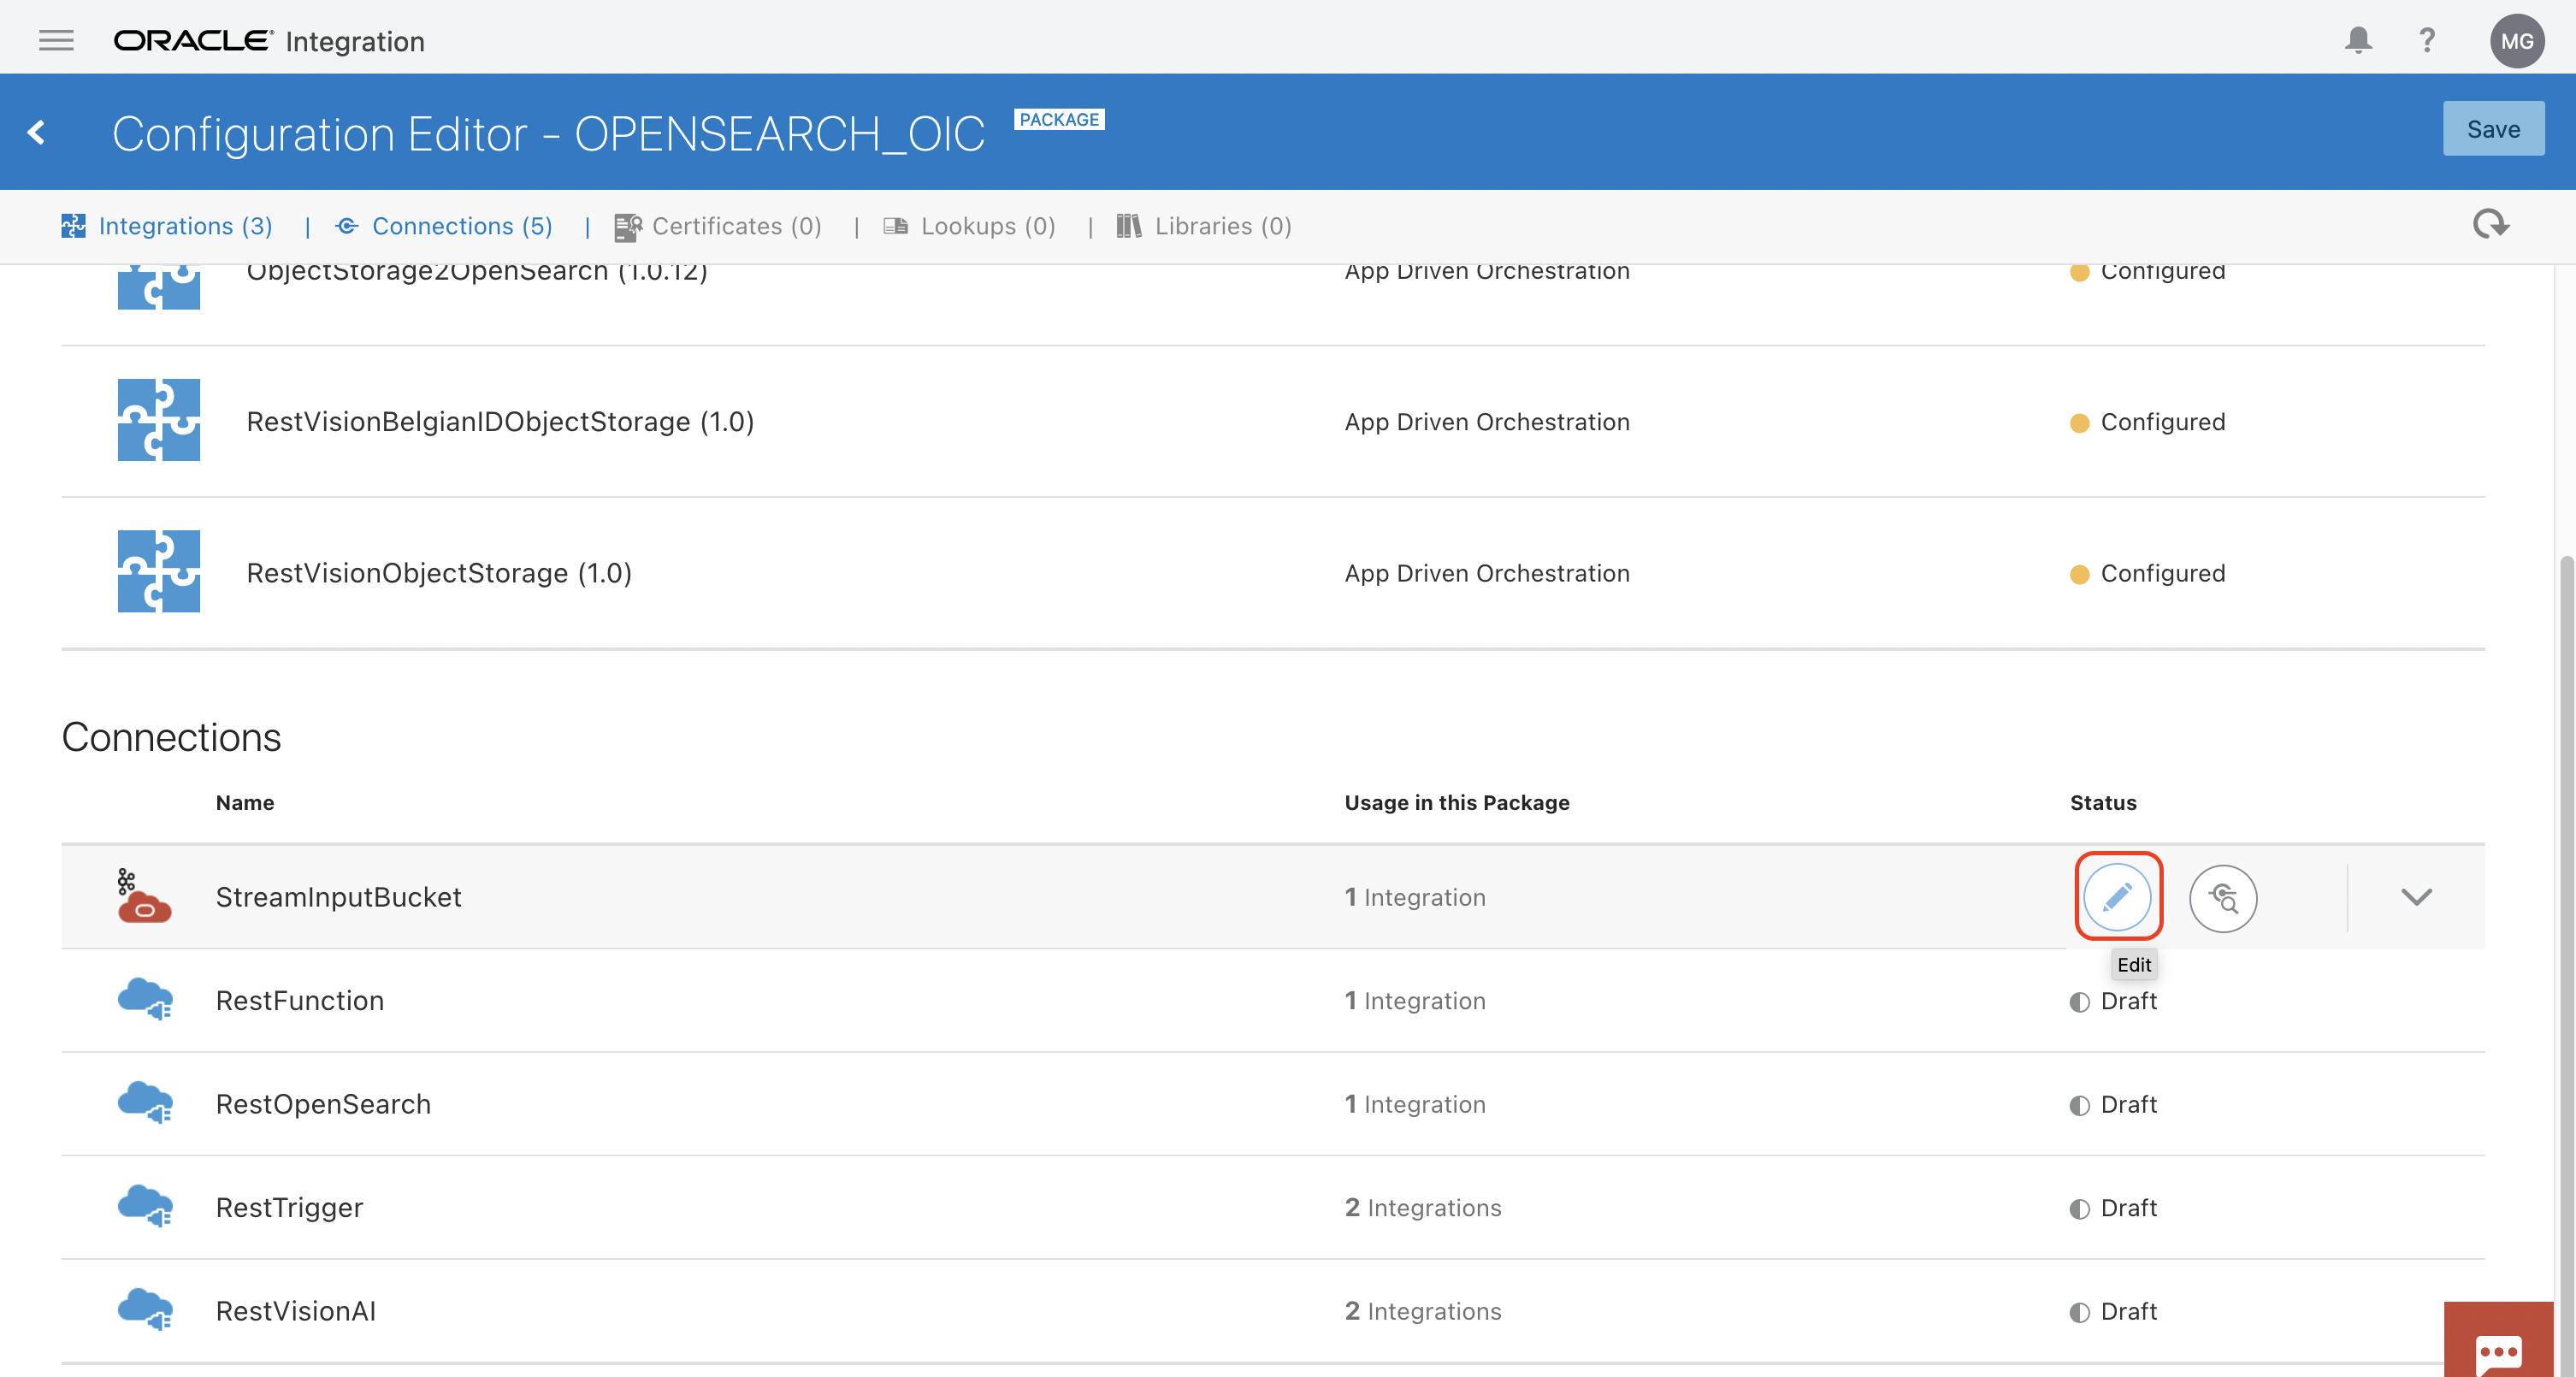 ORACLE Integration
MG
Configuration Editor - OPENSEARCH_OIC PACKAGE
Save
Integrations (3) | Connections (5) | Certificates (0) | Lookups (0) | Libraries (0)
ObjectStorage2OpenSearch (1.0.12) App Driven Orchestration Configured
RestVisionBelgianIDObjectStorage (1.0) App Driven Orchestration Configured
RestVisionObjectStorage (1.0) App Driven Orchestration Configured
Connections
Name Usage in this Package Status
StreamInputBucket 1 Integration
Edit
RestFunction 1 Integration Draft
RestOpenSearch 1 Integration Draft
RestTrigger 2 Integrations Draft
RestVisionAI 2 Integrations Draft